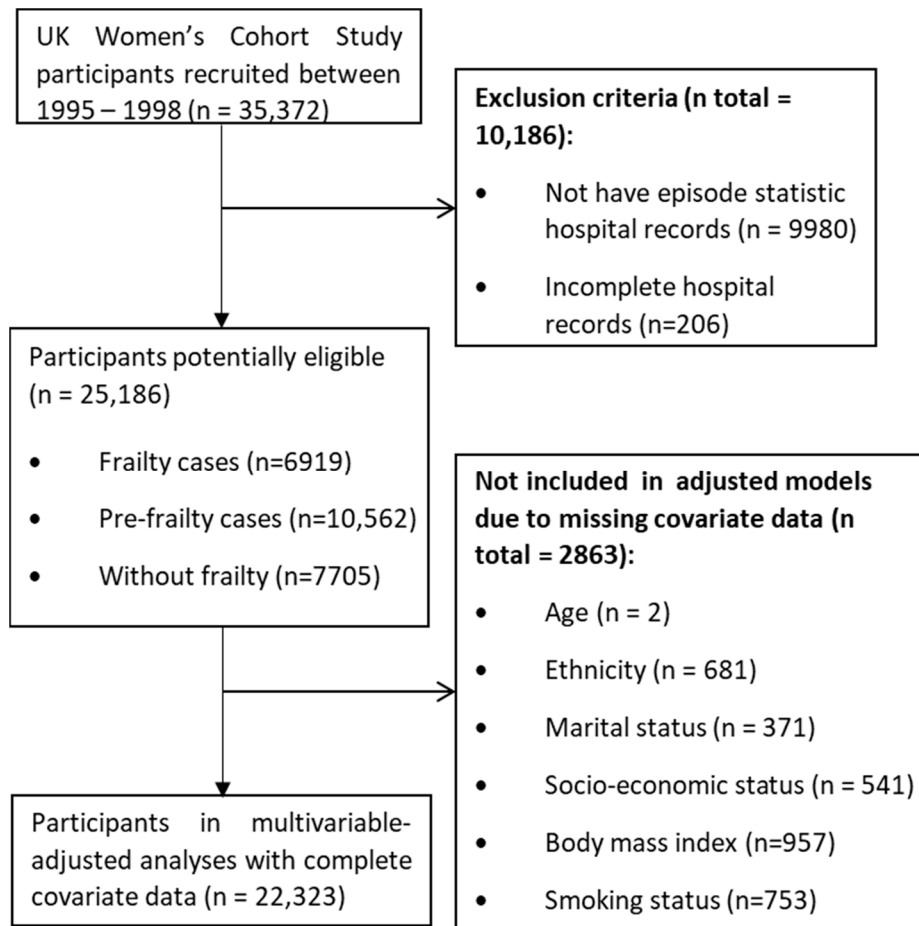 UK Women's Cohort Study
participants recruited between
1995 – 1998 (n = 35,372)
Exclusion criteria (n total =
10,186):
• Not have episode statistic
hospital records (n = 9980)
• Incomplete hospital
records (n=206)
Participants potentially eligible
(n = 25,186)
• Frailty cases (n=6919)
• Pre-frailty cases (n=10,562)
• Without frailty (n=7705)
Not included in adjusted models
due to missing covariate data (n
total = 2863):
• Age (n = 2)
• Ethnicity (n = 681)
• Marital status (n = 371)
• Socio-economic status (n = 541)
• Body mass index (n=957)
• Smoking status (n=753)
Participants in multivariable-
adjusted analyses with complete
covariate data (n = 22,323)